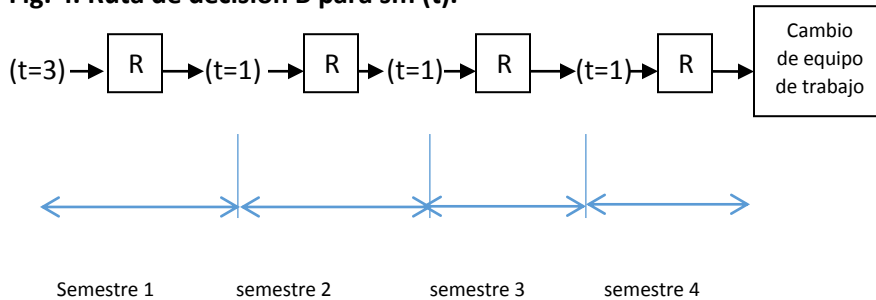 Fig. 4. Ruta de decisión B para sm (t).
(t=3) R (t=1) R (t=1) R (t=1) R
Cambio
de equipo
de trabajo
Semestre 1 semestre 2 semestre 3 semestre 4